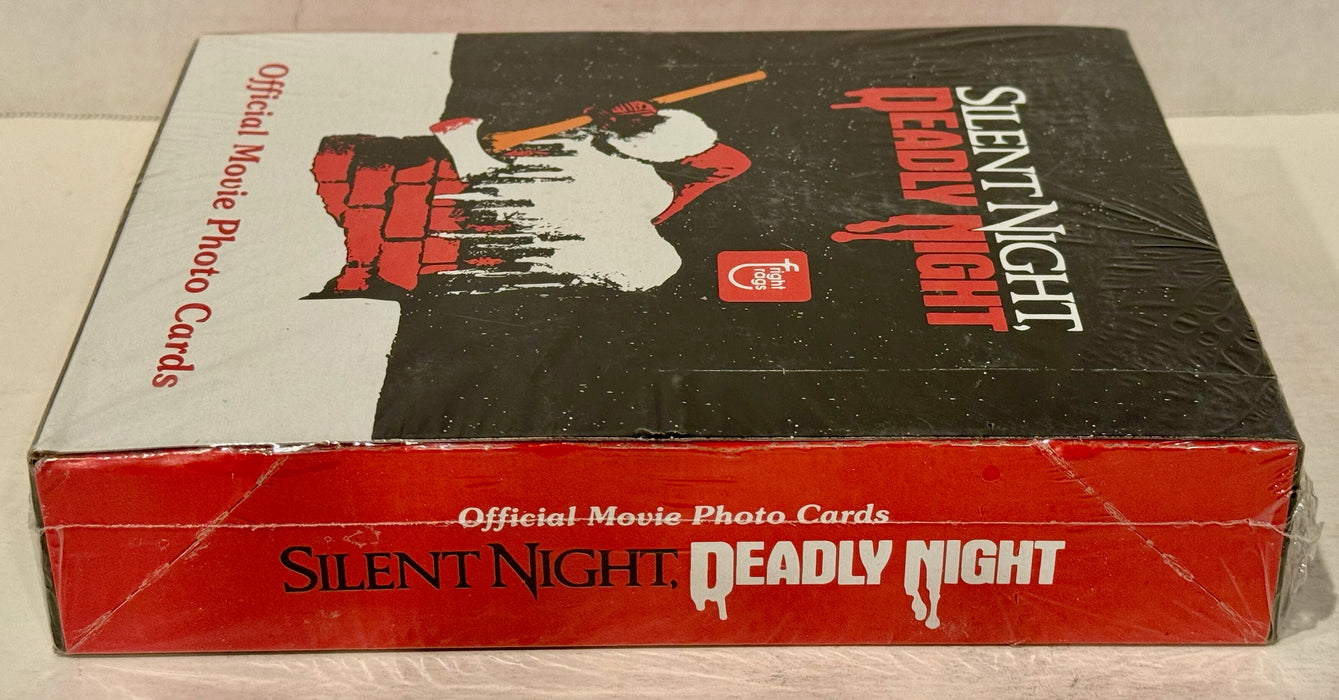 SILENT NIGHT,
DEADLY NIGHT
fright
rags
Official Movie Photo Cards
Official Movie Photo Cards
SILENT NIGHT, DEADLY NIGHT